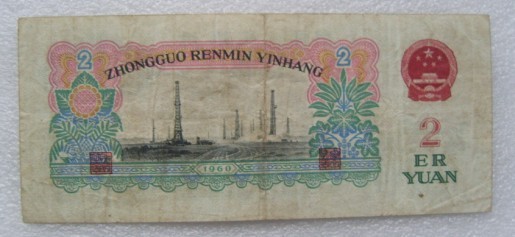 2
ZHONGGUO RENMIN YINHANG
2
1960
2
ER
YUAN